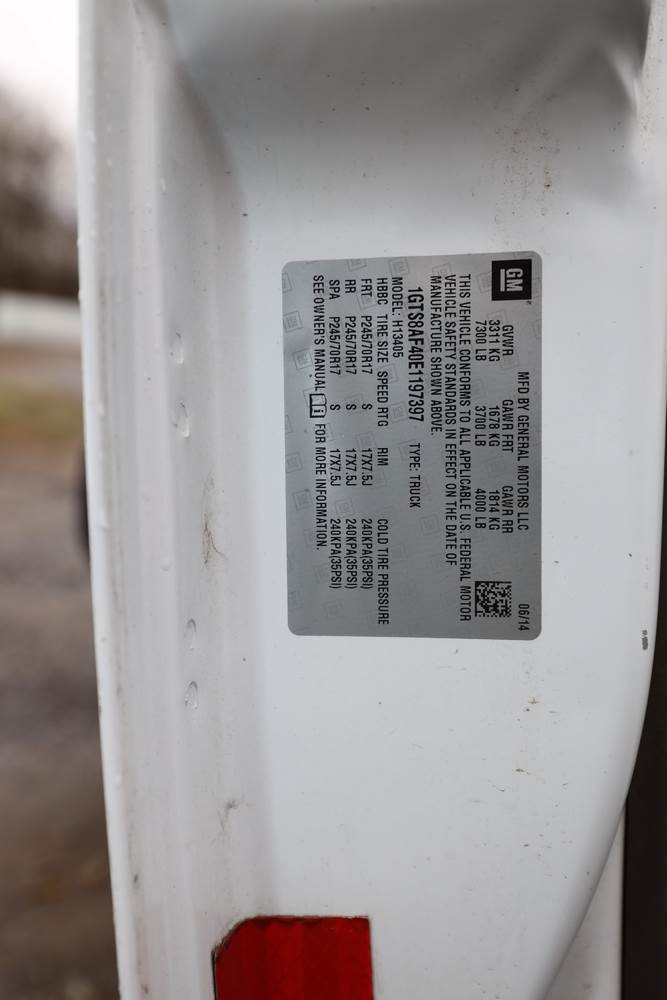 GM
MFD BY GENERAL MOTORS LLC 06/14
GVWR GAWR FRT GAWR RR
3311 KG 1678 KG 1814 KG
7300 LB 3700 LB 4000 LB
THIS VEHICLE CONFORMS TO ALL APPLICABLE U.S. FEDERAL MOTOR
VEHICLE SAFETY STANDARDS IN EFFECT ON THE DATE OF
MANUFACTURE SHOWN ABOVE.
1GTS8AF40E1197397 TYPE: TRUCK
MODEL: H13405
HBBC TIRE SIZE SPEED RTG RIM COLD TIRE PRESSURE
FRT P245/70R17 S 17X7.5J 240KPA(35PSI)
RR P245/70R17 S 17X7.5J 240KPA(35PSI)
SPA P245/70R17 S 17X7.5J 240KPA(35PSI)
SEE OWNER'S MANUAL FOR MORE INFORMATION.